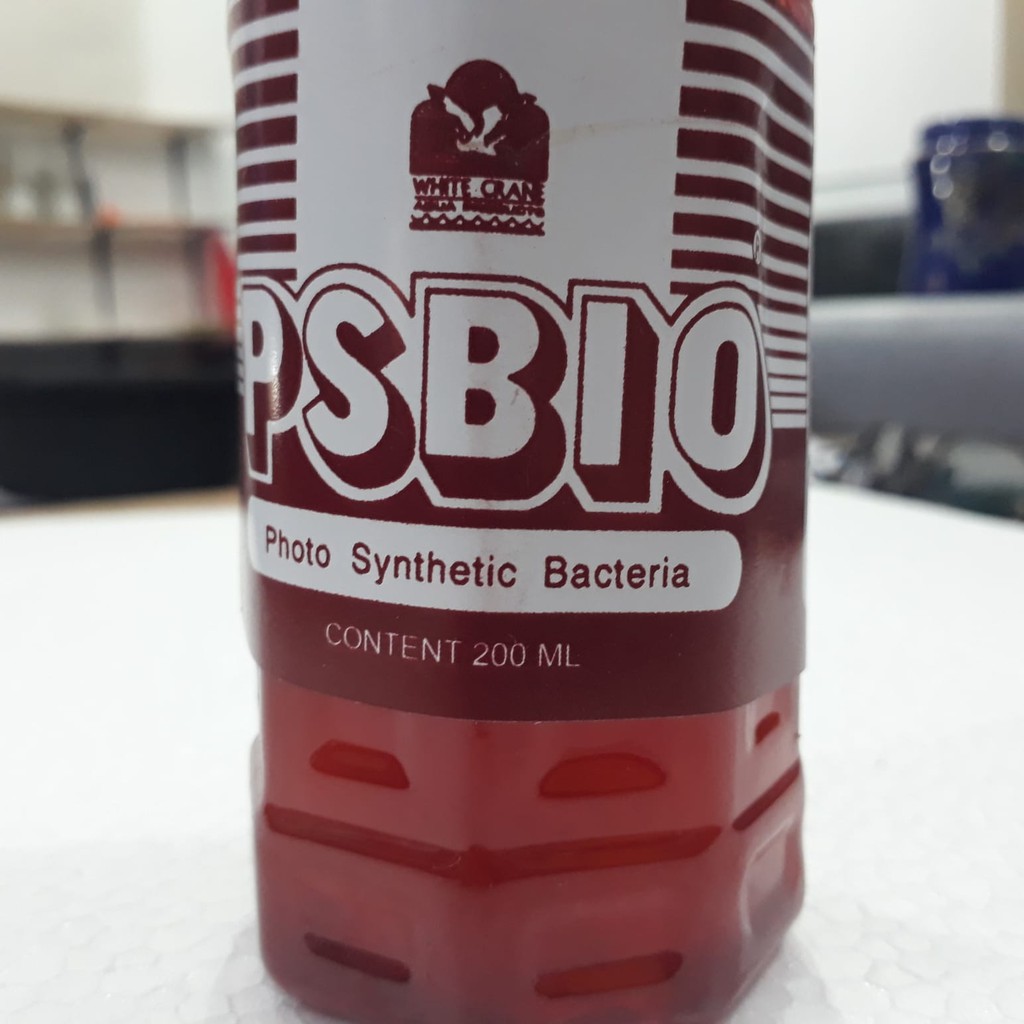 WHITE CRANE
PSBIO®
Photo Synthetic Bacteria
CONTENT 200 ML